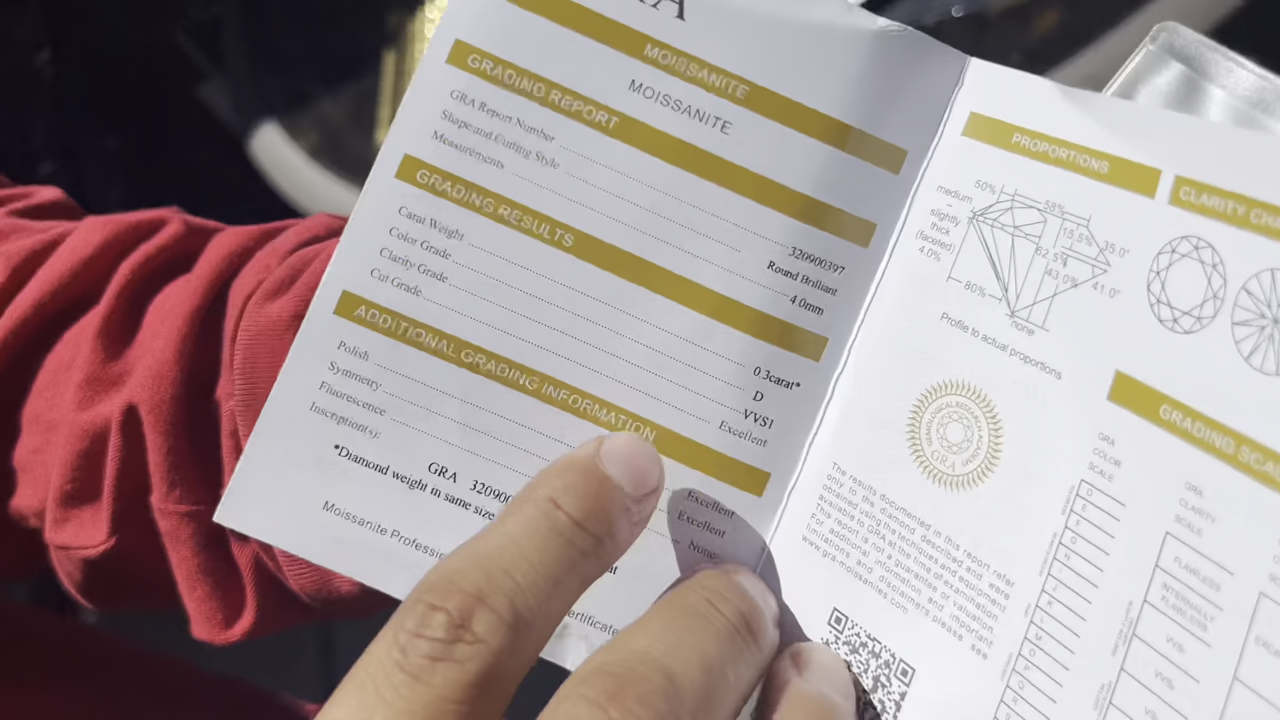 MOISSANITE
MOISSANITE
GRADING REPORT
GRA Report Number 320900397
Shape and Cutting Style Round Brilliant
Measurements 4.0mm
GRADING RESULTS
Carat Weight 0.3carat*
Color Grade D
Clarity Grade VVS1
Cut Grade Excellent
ADDITIONAL GRADING INFORMATION
Polish Excellent
Symmetry Excellent
Fluorescence None
Inscription(s):
GRA 32090
*Diamond weight in same size
Moissanite
PROPORTIONS
50%
58%
medium
–
slightly
thick
(faceted)
4.0%
15.5%
35.0°
62.5%
43.0%
41.0°
80%
none
Profile to actual proportions
GEMOLOGICAL RESEARCH ACADEMY
GRA
The results documented in this report refer
only to the diamond described and were
obtained using the techniques and equipment
available to GRA at the time of examination
This report is not a guarantee or valuation.
For additional information and important
limitations and disclaimers please see
www.gra-moissanites.com
CLARITY
GRADING
GRA
COLOR
SCALE
D
E
F
G
H
I
J
K
L
M
GRA
CLARITY
SCALE
FLAWLESS
INTERNALLY
FLAWLESS